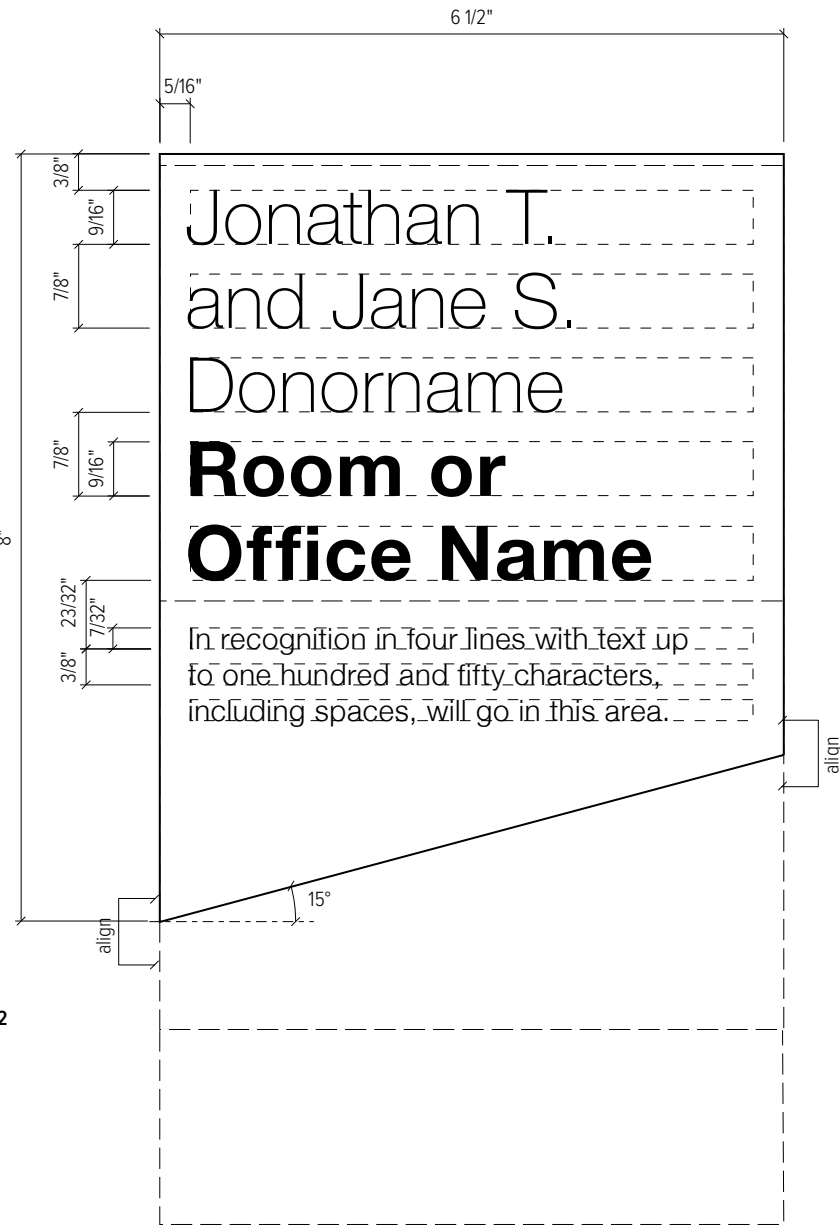 6 1/2"
5/16"
3/8"
9/16"
7/8"
Jonathan T.
and Jane S.
Donorname
7/8"
9/16"
Room or
Office Name
8"
23/32"
7/32"
3/8"
In recognition in four lines with text up
to one hundred and fifty characters,
including spaces, will go in this area.
align
15°
align
2